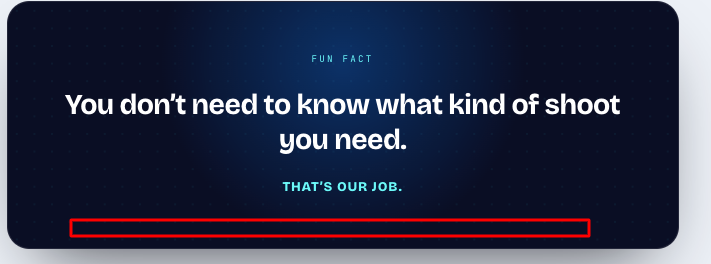 FUN FACT
You don't need to know what kind of shoot
you need.
THAT'S OUR JOB.